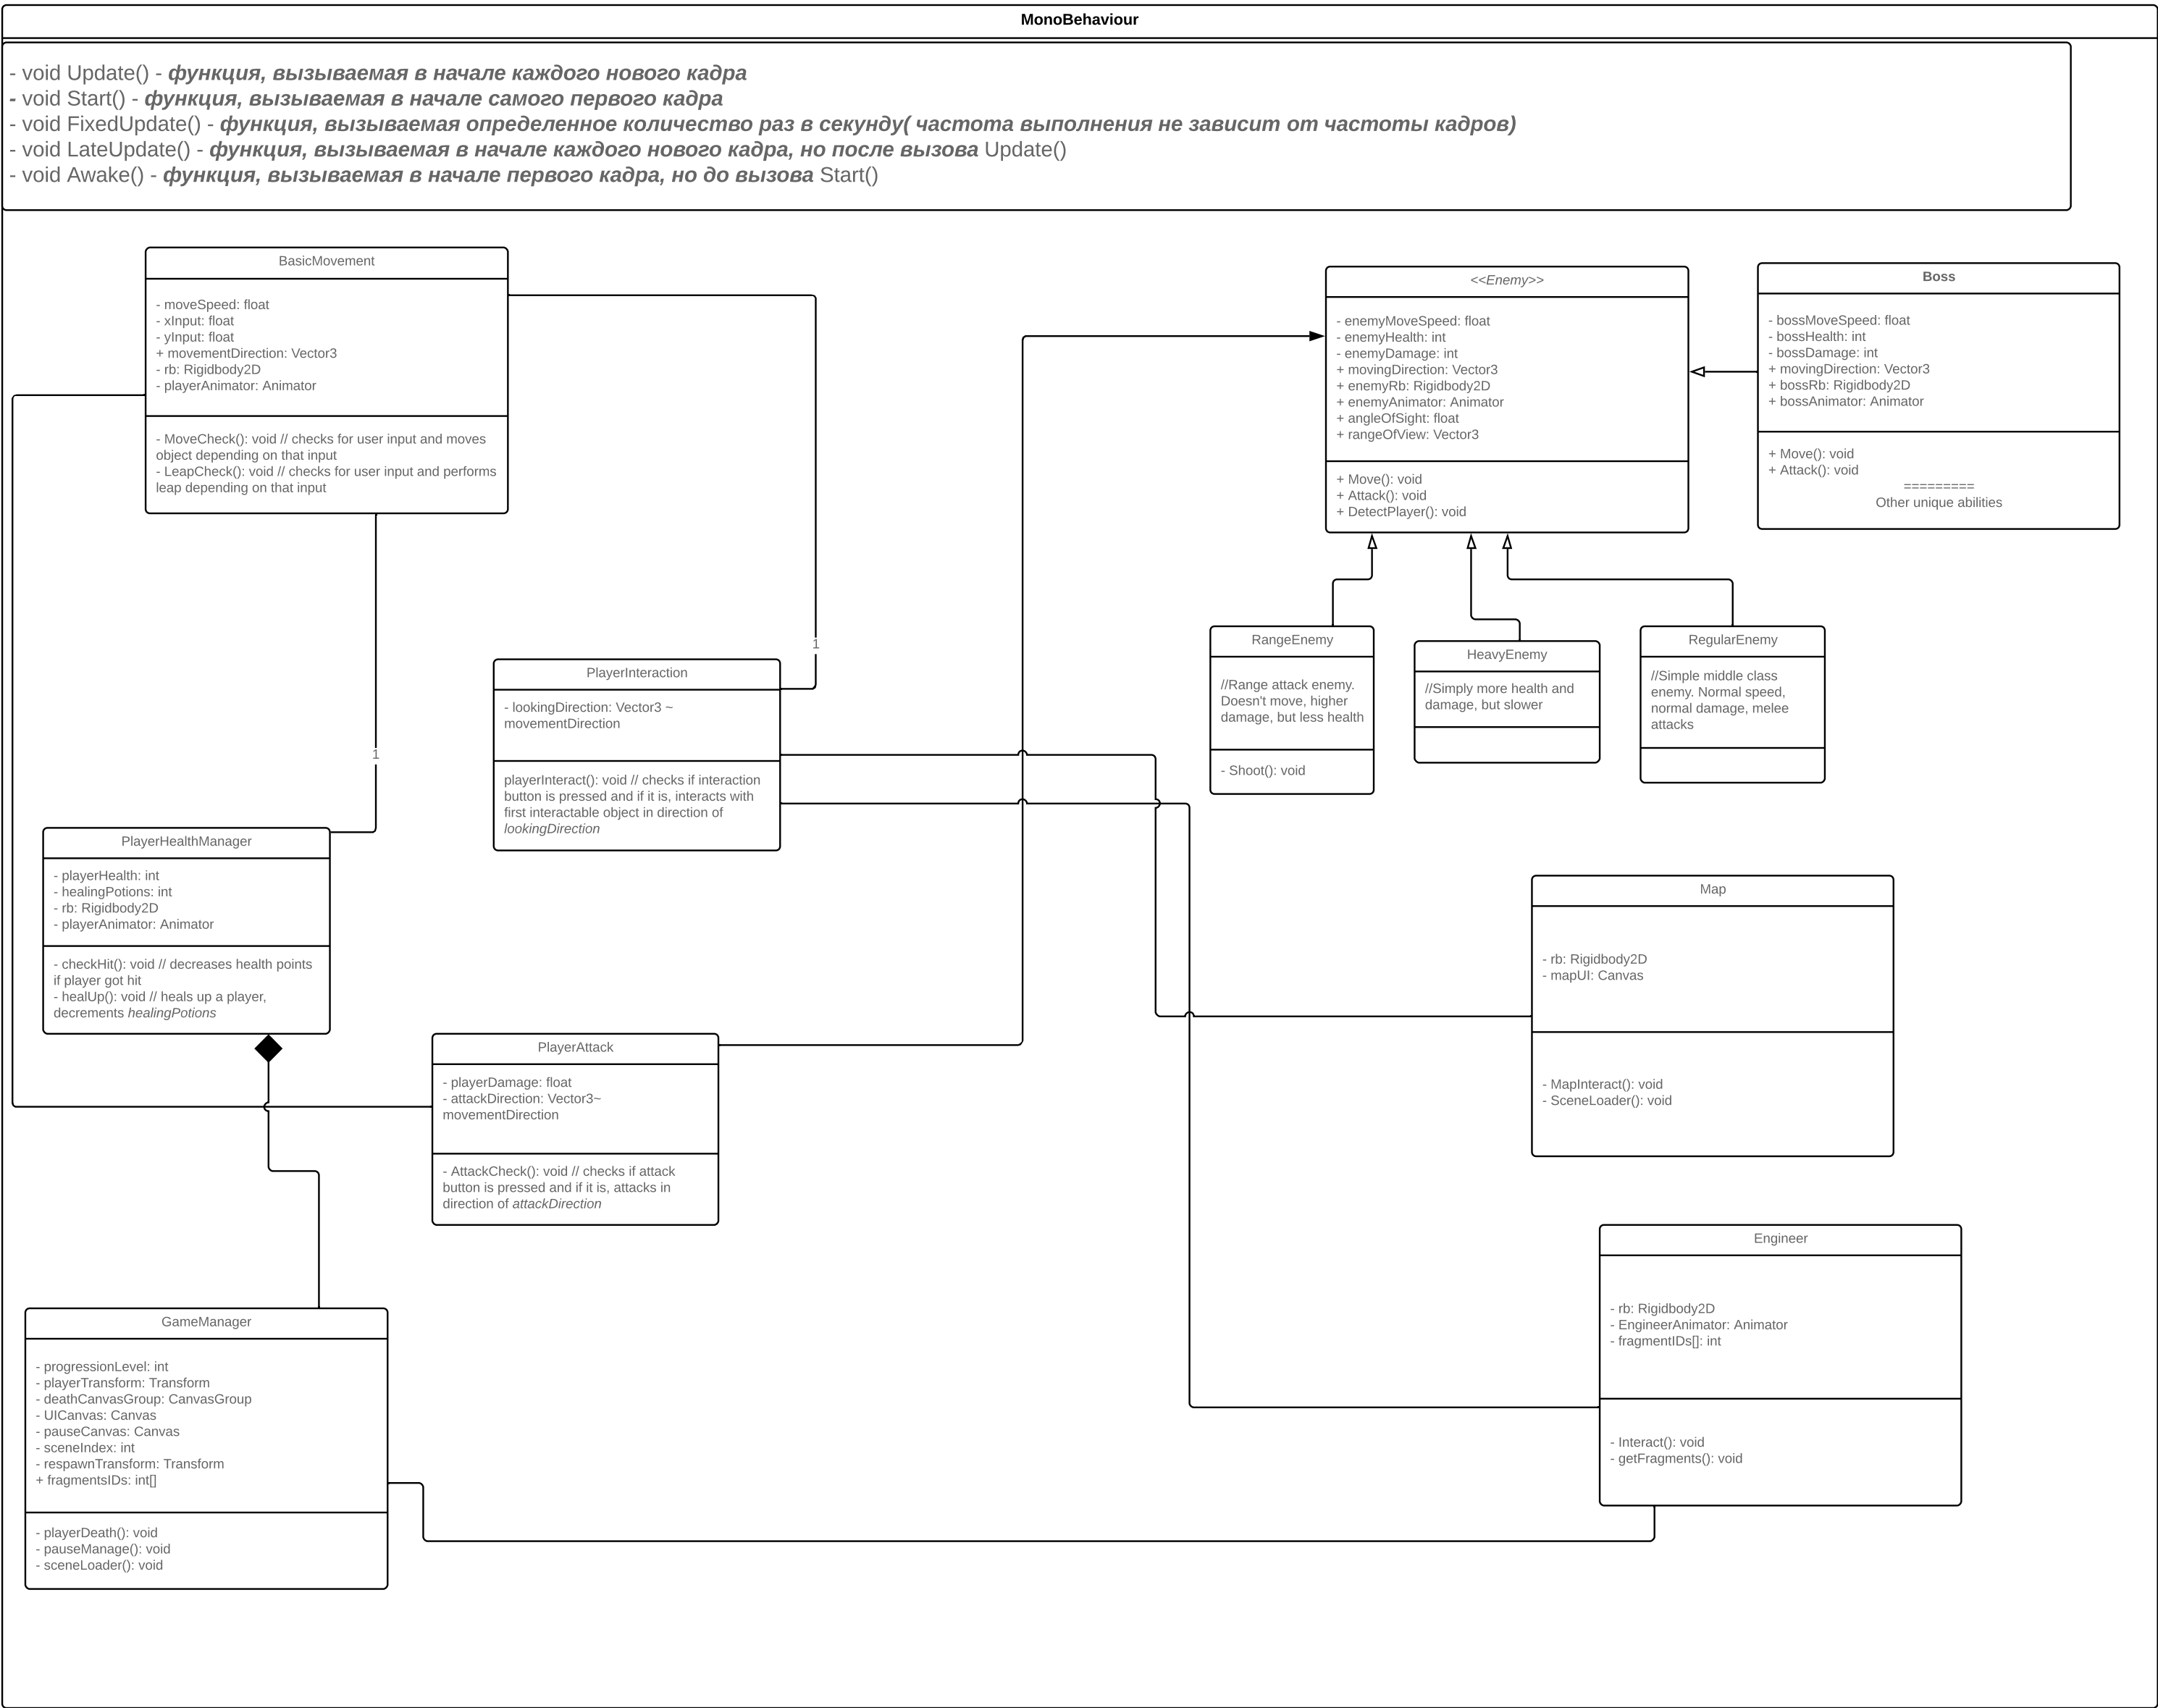 MonoBehaviour
- void Update() - функция, вызываемая в начале каждого нового кадра
- void Start() - функция, вызываемая в начале самого первого кадра
- void FixedUpdate() - функция, вызываемая определенное количество раз в секунду( частота выполнения не зависит от частоты кадров)
- void LateUpdate() - функция, вызываемая в начале каждого нового кадра, но после вызова Update()
- void Awake() - функция, вызываемая в начале первого кадра, но до вызова Start()
BasicMovement
- moveSpeed: float
- xInput: float
- yInput: float
+ movementDirection: Vector3
- rb: Rigidbody2D
- playerAnimator: Animator
- MoveCheck(): void // checks for user input and moves
object depending on that input
- LeapCheck(): void // checks for user input and performs
leap depending on that input
<<Enemy>>
- enemyMoveSpeed: float
- enemyHealth: int
- enemyDamage: int
+ movingDirection: Vector3
+ enemyRb: Rigidbody2D
+ enemyAnimator: Animator
+ angleOfSight: float
+ rangeOfView: Vector3
+ Move(): void
+ Attack(): void
+ DetectPlayer(): void
Boss
- bossMoveSpeed: float
- bossHealth: int
- bossDamage: int
+ movingDirection: Vector3
+ bossRb: Rigidbody2D
+ bossAnimator: Animator
+ Move(): void
+ Attack(): void
=========
Other unique abilities
RangeEnemy
//Range attack enemy.
Doesn't move, higher
damage, but less health
- Shoot(): void
HeavyEnemy
//Simply more health and
damage, but slower
RegularEnemy
//Simple middle class
enemy. Normal speed,
normal damage, melee
attacks
1
PlayerInteraction
- lookingDirection: Vector3 ~
movementDirection
playerInteract(): void // checks if interaction
button is pressed and if it is, interacts with
first interactable object in direction of
lookingDirection
1
PlayerHealthManager
- playerHealth: int
- healingPotions: int
- rb: Rigidbody2D
- playerAnimator: Animator
- checkHit(): void // decreases health points
if player got hit
- healUp(): void // heals up a player,
decrements healingPotions
Map
- rb: Rigidbody2D
- mapUI: Canvas
- MapInteract(): void
- SceneLoader(): void
PlayerAttack
- playerDamage: float
- attackDirection: Vector3~
movementDirection
- AttackCheck(): void // checks if attack
button is pressed and if it is, attacks in
direction of attackDirection
Engineer
- rb: Rigidbody2D
- EngineerAnimator: Animator
- fragmentIDs[]: int
- Interact(): void
- getFragments(): void
GameManager
- progressionLevel: int
- playerTransform: Transform
- deathCanvasGroup: CanvasGroup
- UICanvas: Canvas
- pauseCanvas: Canvas
- sceneIndex: int
- respawnTransform: Transform
+ fragmentsIDs: int[]
- playerDeath(): void
- pauseManage(): void
- sceneLoader(): void